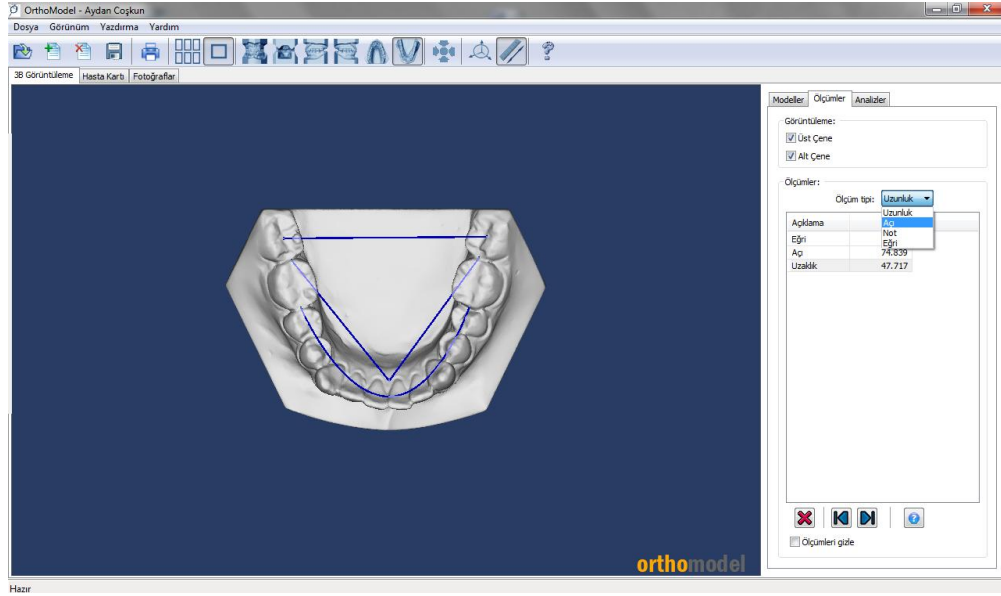 OrthoModel - Aydan Coşkun
Dosya Görünüm Yazdırma Yardım
3B Görüntüleme Hasta Kartı Fotoğraflar
Modeller Ölçümler Analizler
Görüntüleme:
Üst Çene
Alt Çene
Ölçümler:
Ölçüm tipi: Uzunluk
Uzunluk
Açı
Not
Eğri
Açıklama
Eğri
Açı 74.839
Uzaklık 47.717
Ölçümleri gizle
orthomodel
Hazır